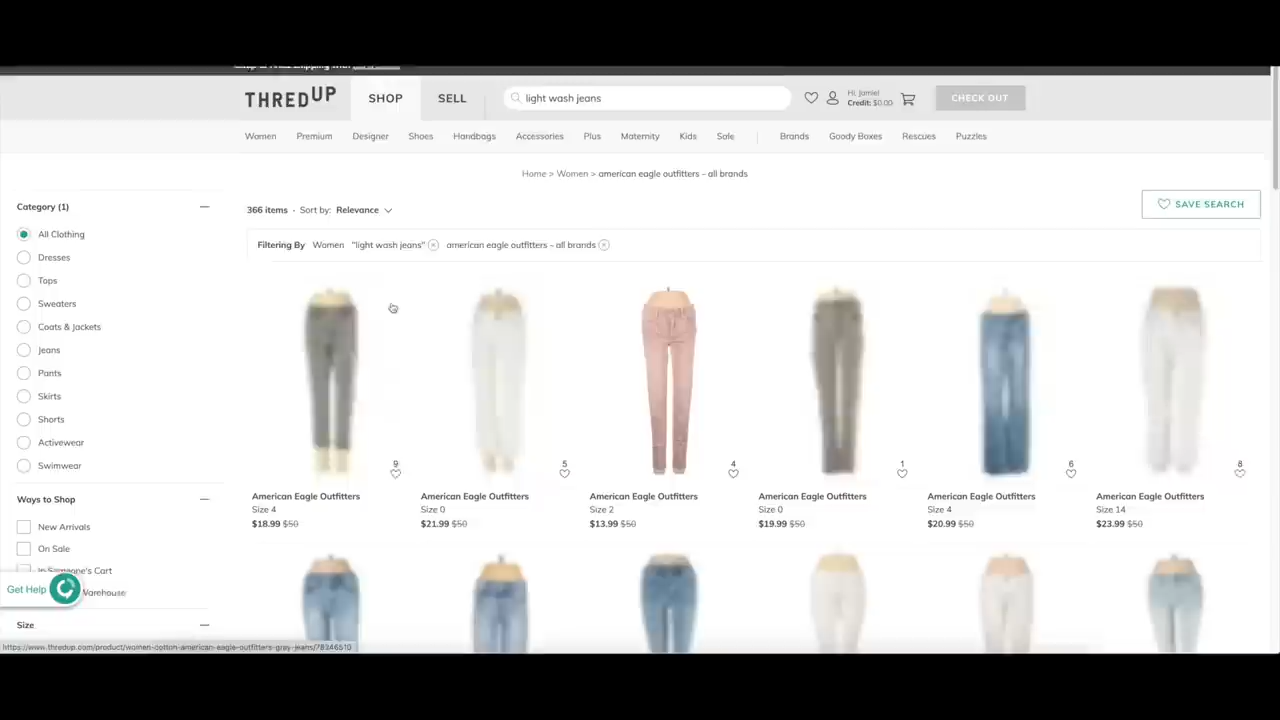 THREDUP
SHOP
SELL
light wash jeans
Hi, Jamie!
Credit: $0.00
CHECK OUT
Women
Premium
Designer
Shoes
Handbags
Accessories
Plus
Maternity
Kids
Sale
Brands
Goody Boxes
Rescues
Puzzles
Home > Women > american eagle outfitters - all brands
Category (1)
All Clothing
Dresses
Tops
Sweaters
Coats & Jackets
Jeans
Pants
Skirts
Shorts
Activewear
Swimwear
Ways to Shop
New Arrivals
On Sale
In Someone's Cart
Warehouse
Get Help
Size
366 items - Sort by: Relevance
SAVE SEARCH
Filtering By Women "light wash jeans" american eagle outfitters - all brands
9
American Eagle Outfitters
Size 4
$18.99 $50
5
American Eagle Outfitters
Size 0
$21.99 $50
4
American Eagle Outfitters
Size 2
$13.99 $50
1
American Eagle Outfitters
Size 0
$19.99 $50
6
American Eagle Outfitters
Size 4
$20.99 $50
8
American Eagle Outfitters
Size 14
$23.99 $50
https://www.thredup.com/product/women-cotton-american-eagle-outfitters-gray-jeans/78346510